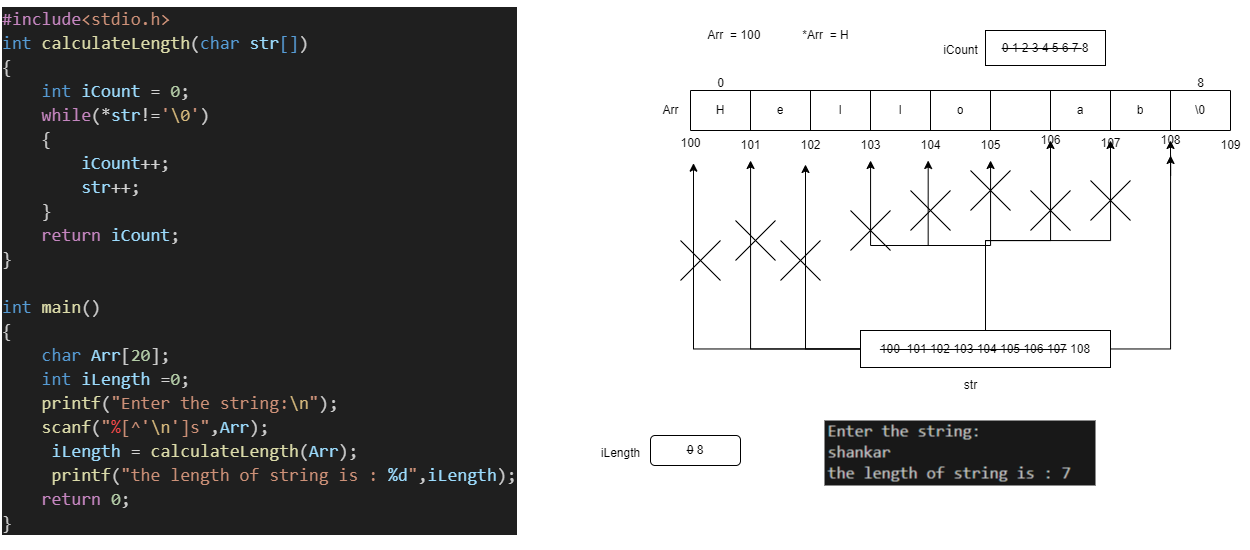 #include<stdio.h>
int calculateLength(char str[])
{
    int iCount = 0;
    while(*str!='\0')
    {
        iCount++;
        str++;
    }
    return iCount;
}

int main()
{
    char Arr[20];
    int iLength =0;
    printf("Enter the string:\n");
    scanf("%[^'\n']s",Arr);
     iLength = calculateLength(Arr);
     printf("the length of string is : %d",iLength);
    return 0;
}
Arr = 100 *Arr = H
iCount 0 1 2 3 4 5 6 7 8
0 8
Arr H e l l o a b \0
100 101 102 103 104 105 106 107 108 109
100 101 102 103 104 105 106 107 108
str
iLength 0 8
Enter the string:
shankar
the length of string is : 7